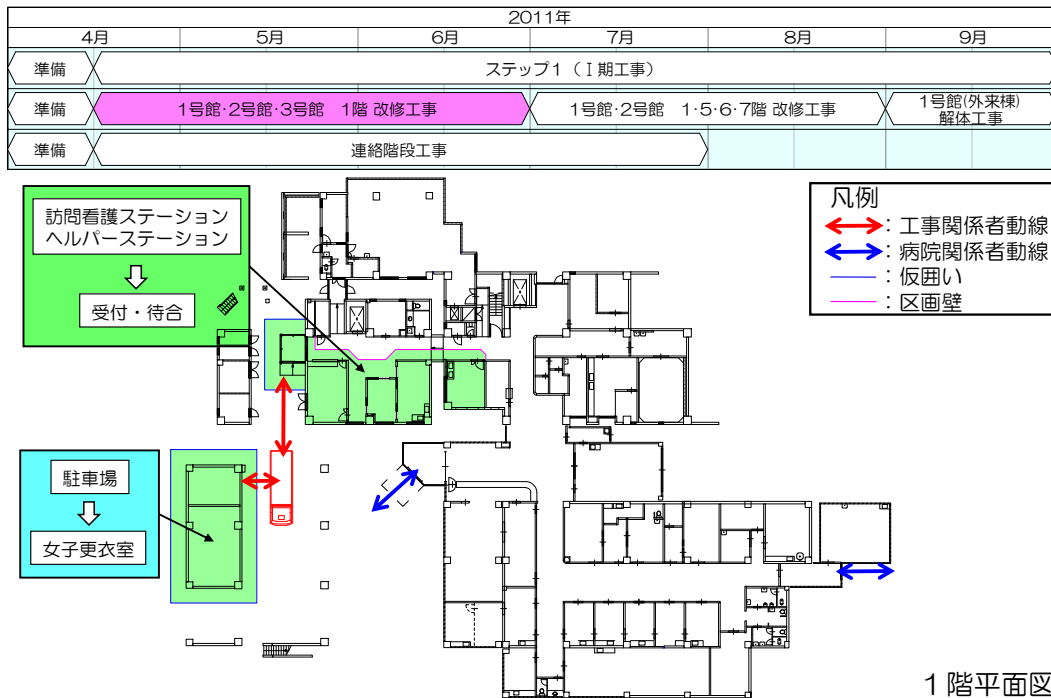 2011年
4月 5月 6月 7月 8月 9月
準備 ステップ1（Ⅰ期工事）
準備 1号館･2号館･3号館 1階 改修工事 1号館･2号館 1･5･6･7階 改修工事 1号館(外来棟)
解体工事
準備 連絡階段工事
訪問看護ステーション
ヘルパーステーション
受付・待合
凡例
：工事関係者動線
：病院関係者動線
：仮囲い
：区画壁
駐車場
女子更衣室
1階平面図